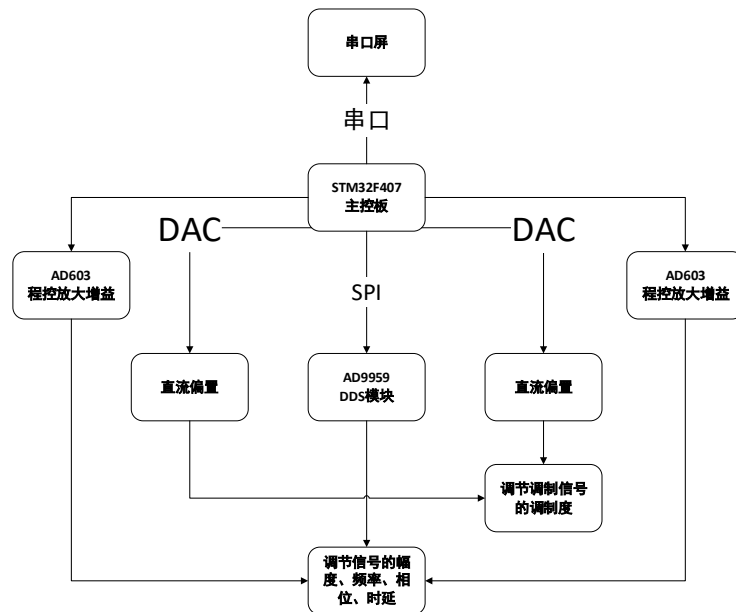 串口屏
串口
STM32F407
主控板
DAC
DAC
AD603
程控放大增益
AD603
程控放大增益
SPI
直流偏置
AD9959
DDS模块
直流偏置
调节调制信号
的调制度
调节信号的幅
度、频率、相
位、时延